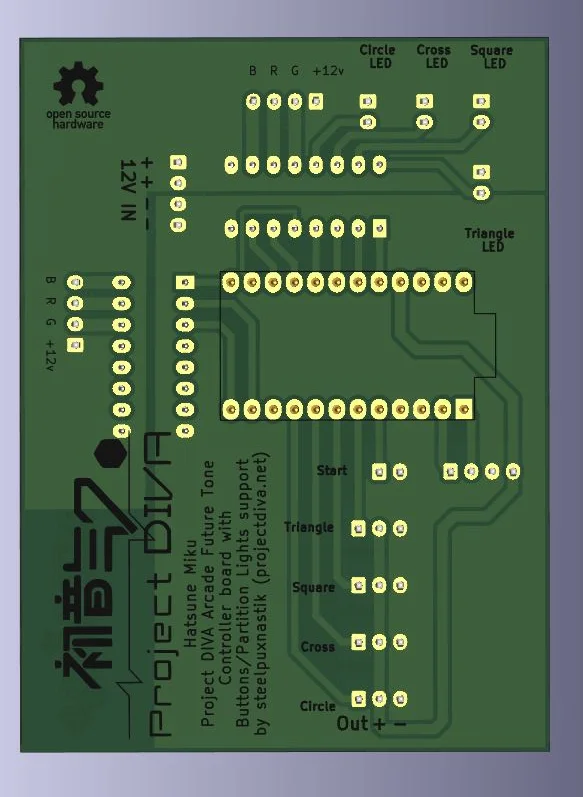 Circle
LED
Cross
LED
Square
LED
B R G +12v
open source
hardware
+ + - -
12V IN
Triangle
LED
B R G +12v
Start
Triangle
Square
Cross
Circle
Out + -
初音ミク
Project DIVA
Hatsune Miku
Project DIVA Arcade Future Tone
Controller board with
Buttons/Partition Lights support
by steelpuxnastik (projectdiva.net)